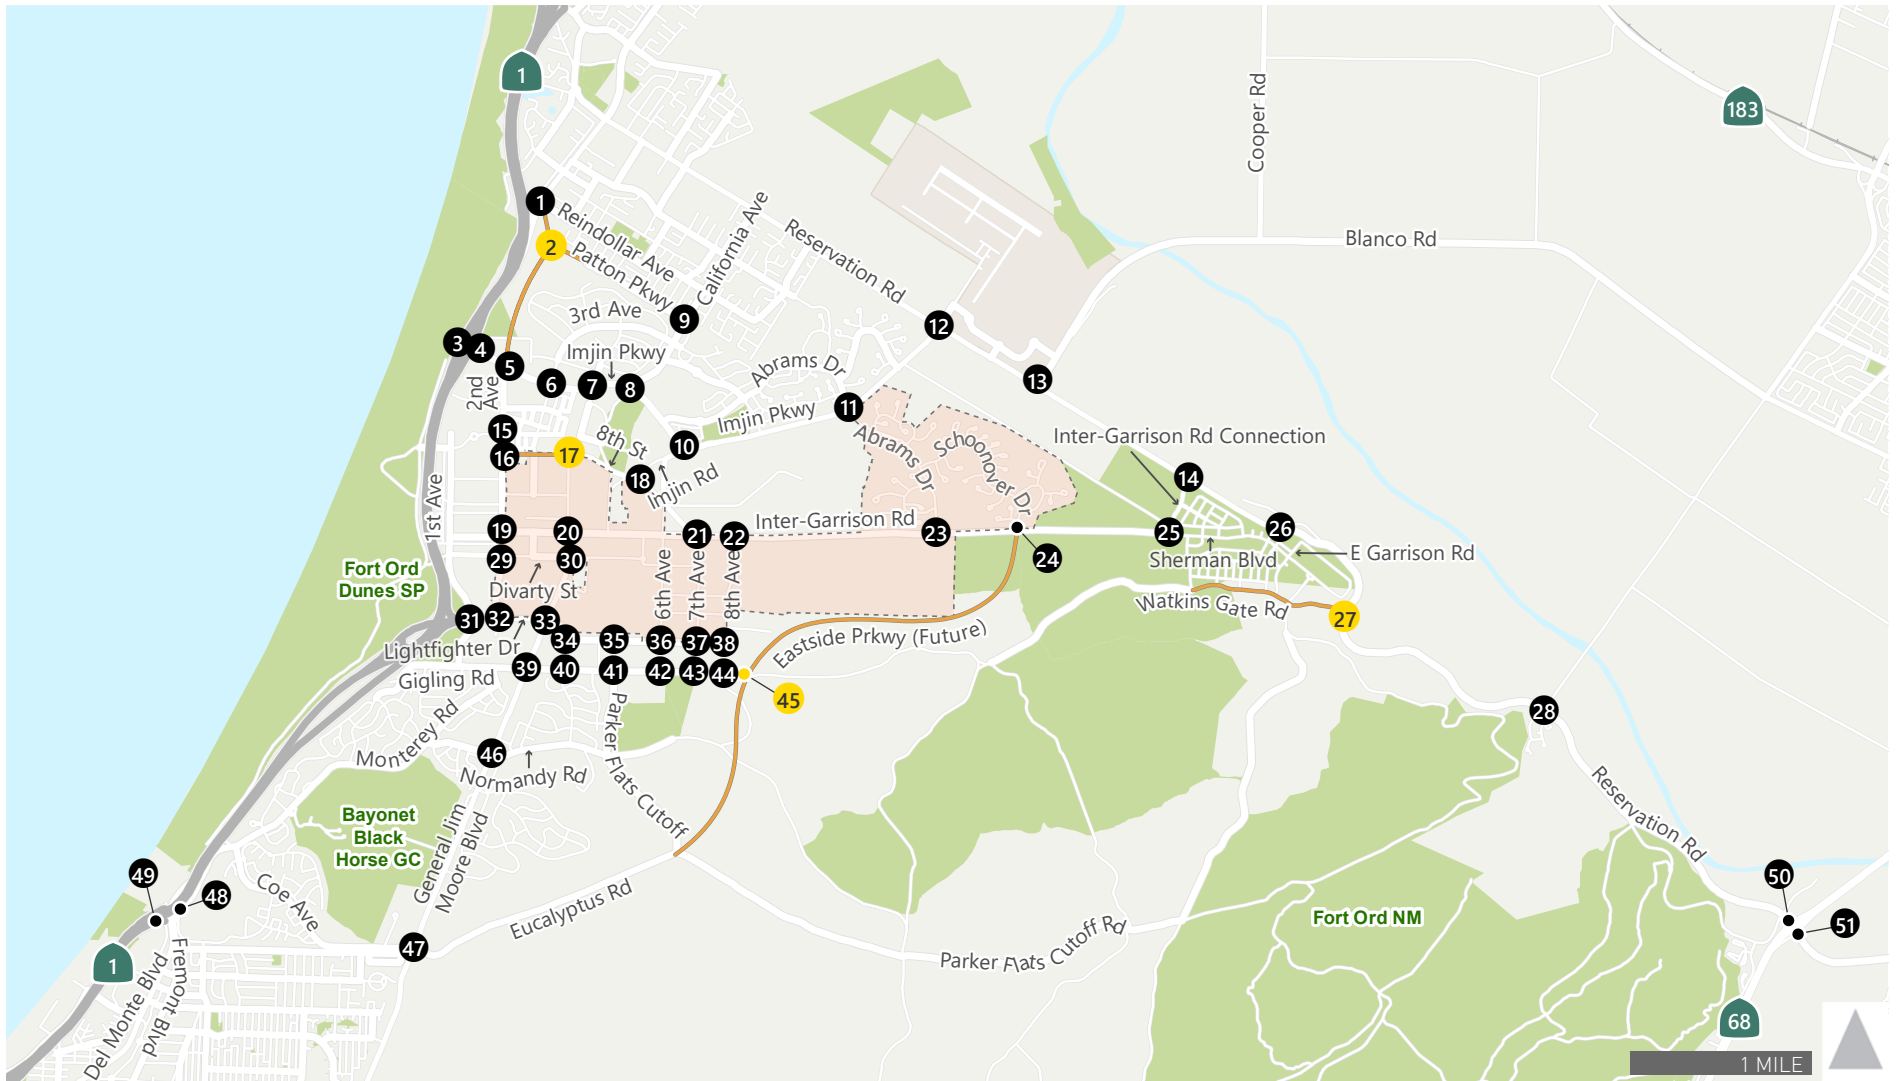 1
183
Cooper Rd
Blanco Rd
1
Reindollar Ave
2
Patton Pkwy
California Ave
Reservation Rd
3rd Ave
9
12
3
4
5
Imjin Pkwy
Abrams Dr
13
6
7
8
2nd
Ave
11
Imjin Pkwy
15
16
17
8th St
10
Abrams Dr
Schoonover Dr
Inter-Garrison Rd Connection
14
18
Imjin Rd
1st Ave
19
20
21
22
Inter-Garrison Rd
23
24
25
26
Sherman Blvd
E Garrison Rd
29
30
Fort Ord
Dunes SP
Divarty St
6th Ave
7th Ave
8th Ave
Watkins Gate Rd
27
31
32
33
34
35
36
37
38
Lightfighter Dr
Eastside Prkwy (Future)
39
40
41
42
43
44
Gigling Rd
45
Parker Flats Cutoff
28
Monterey Rd
46
Normandy Rd
Bayonet
Black
Horse GC
General Jim
Moore Blvd
Reservation Rd
49
48
Coe Ave
Eucalyptus Rd
50
51
Fort Ord NM
47
1
Parker Flats Cutoff Rd
Del Monte Blvd
Fremont Blvd
68
1 MILE